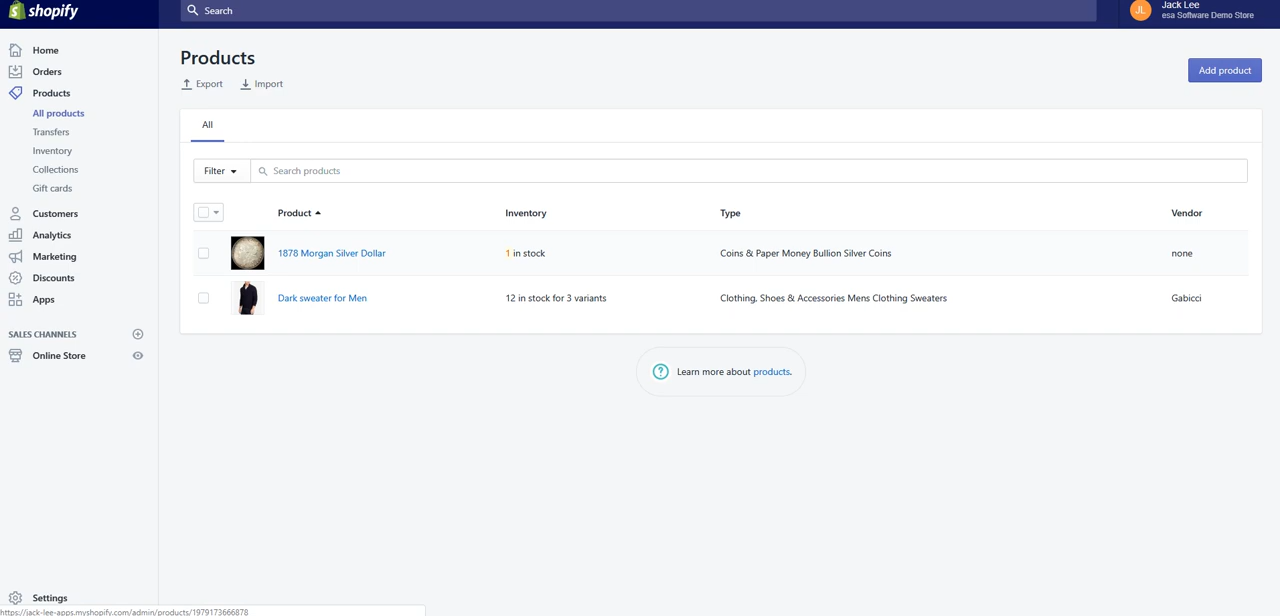 shopify
Search
JL
Jack Lee
esa Software Demo Store
Home
Orders
Products
All products
Transfers
Inventory
Collections
Gift cards
Customers
Analytics
Marketing
Discounts
Apps
SALES CHANNELS
Online Store
Settings
Products
Export Import
Add product
All
Filter Search products
Product Inventory Type Vendor
1878 Morgan Silver Dollar 1 in stock Coins & Paper Money Bullion Silver Coins none
Dark sweater for Men 12 in stock for 3 variants Clothing, Shoes & Accessories Mens Clothing Sweaters Gabicci
? Learn more about products.
https://jack-lee-apps.myshopify.com/admin/products/1979173666878